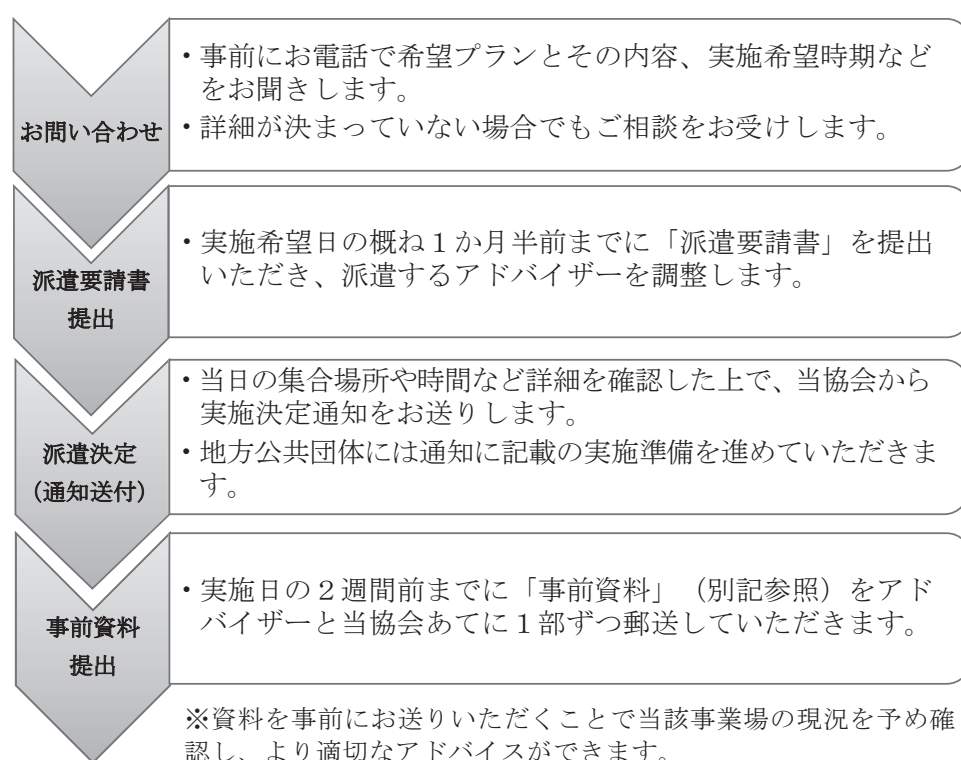 お問い合わせ
・事前にお電話で希望プランとその内容、実施希望時期など
をお聞きします。
・詳細が決まっていない場合でもご相談をお受けします。
派遣要請書
提出
・実施希望日の概ね１か月半前までに「派遣要請書」を提出
いただき、派遣するアドバイザーを調整します。
派遣決定
（通知送付）
・当日の集合場所や時間など詳細を確認した上で、当協会から
実施決定通知をお送りします。
・地方公共団体には通知に記載の実施準備を進めていただきま
す。
事前資料
提出
・実施日の２週間前までに「事前資料」（別記参照）をアド
バイザーと当協会あてに１部ずつ郵送していただきます。
※資料を事前にお送りいただくことで当該事業場の現況を予め確
認し、より適切なアドバイスができます。